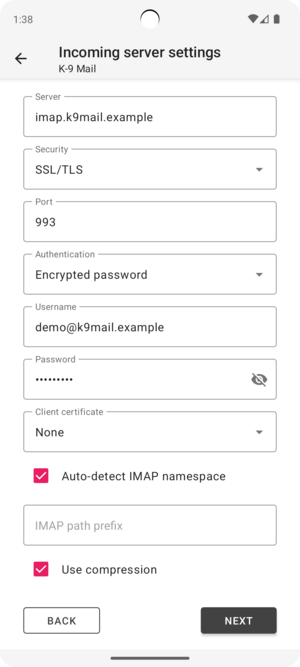 1:38
Incoming server settings
K-9 Mail
Server
imap.k9mail.example
Security
SSL/TLS
Port
993
Authentication
Encrypted password
Username
demo@k9mail.example
Password
•••••••••
Client certificate
None
Auto-detect IMAP namespace
IMAP path prefix
Use compression
BACK
NEXT